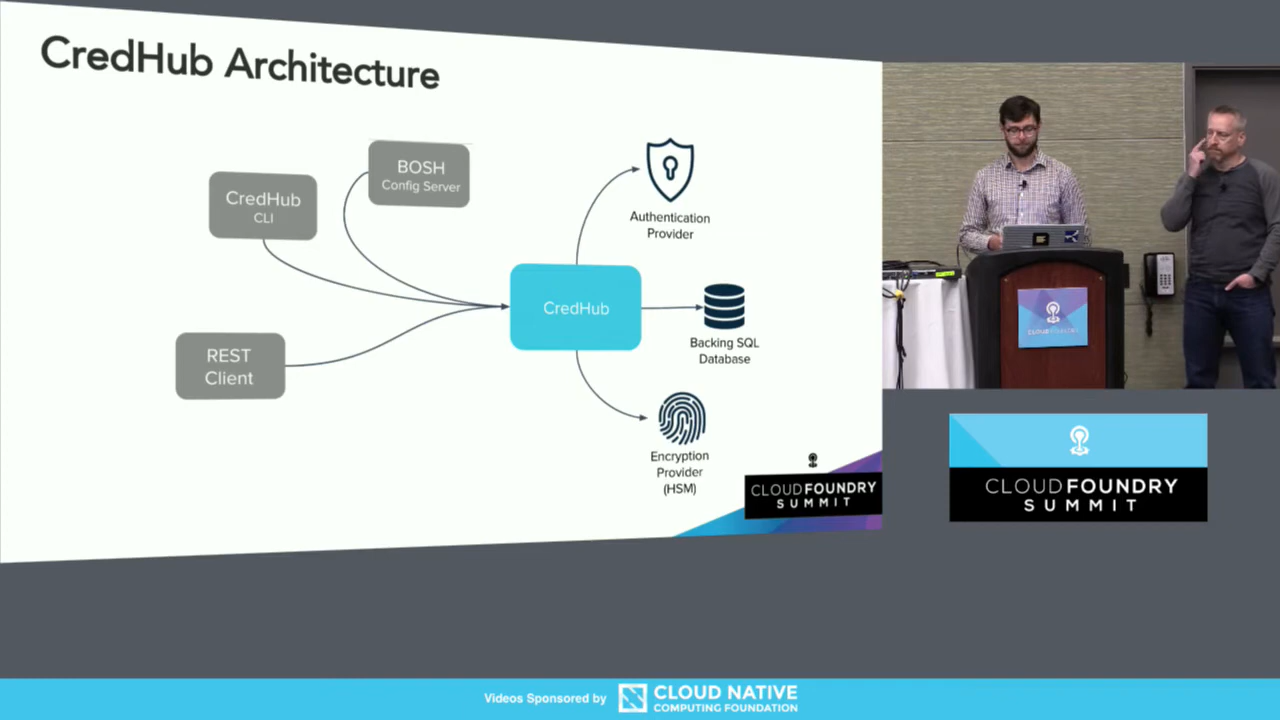 CredHub Architecture
BOSH
Config Server
CredHub
CLI
REST
Client
CredHub
Authentication
Provider
Backing SQL
Database
Encryption
Provider
(HSM)
CLOUD FOUNDRY
SUMMIT
CLOUD FOUNDRY
SUMMIT
Videos Sponsored by
CLOUD NATIVE
COMPUTING FOUNDATION